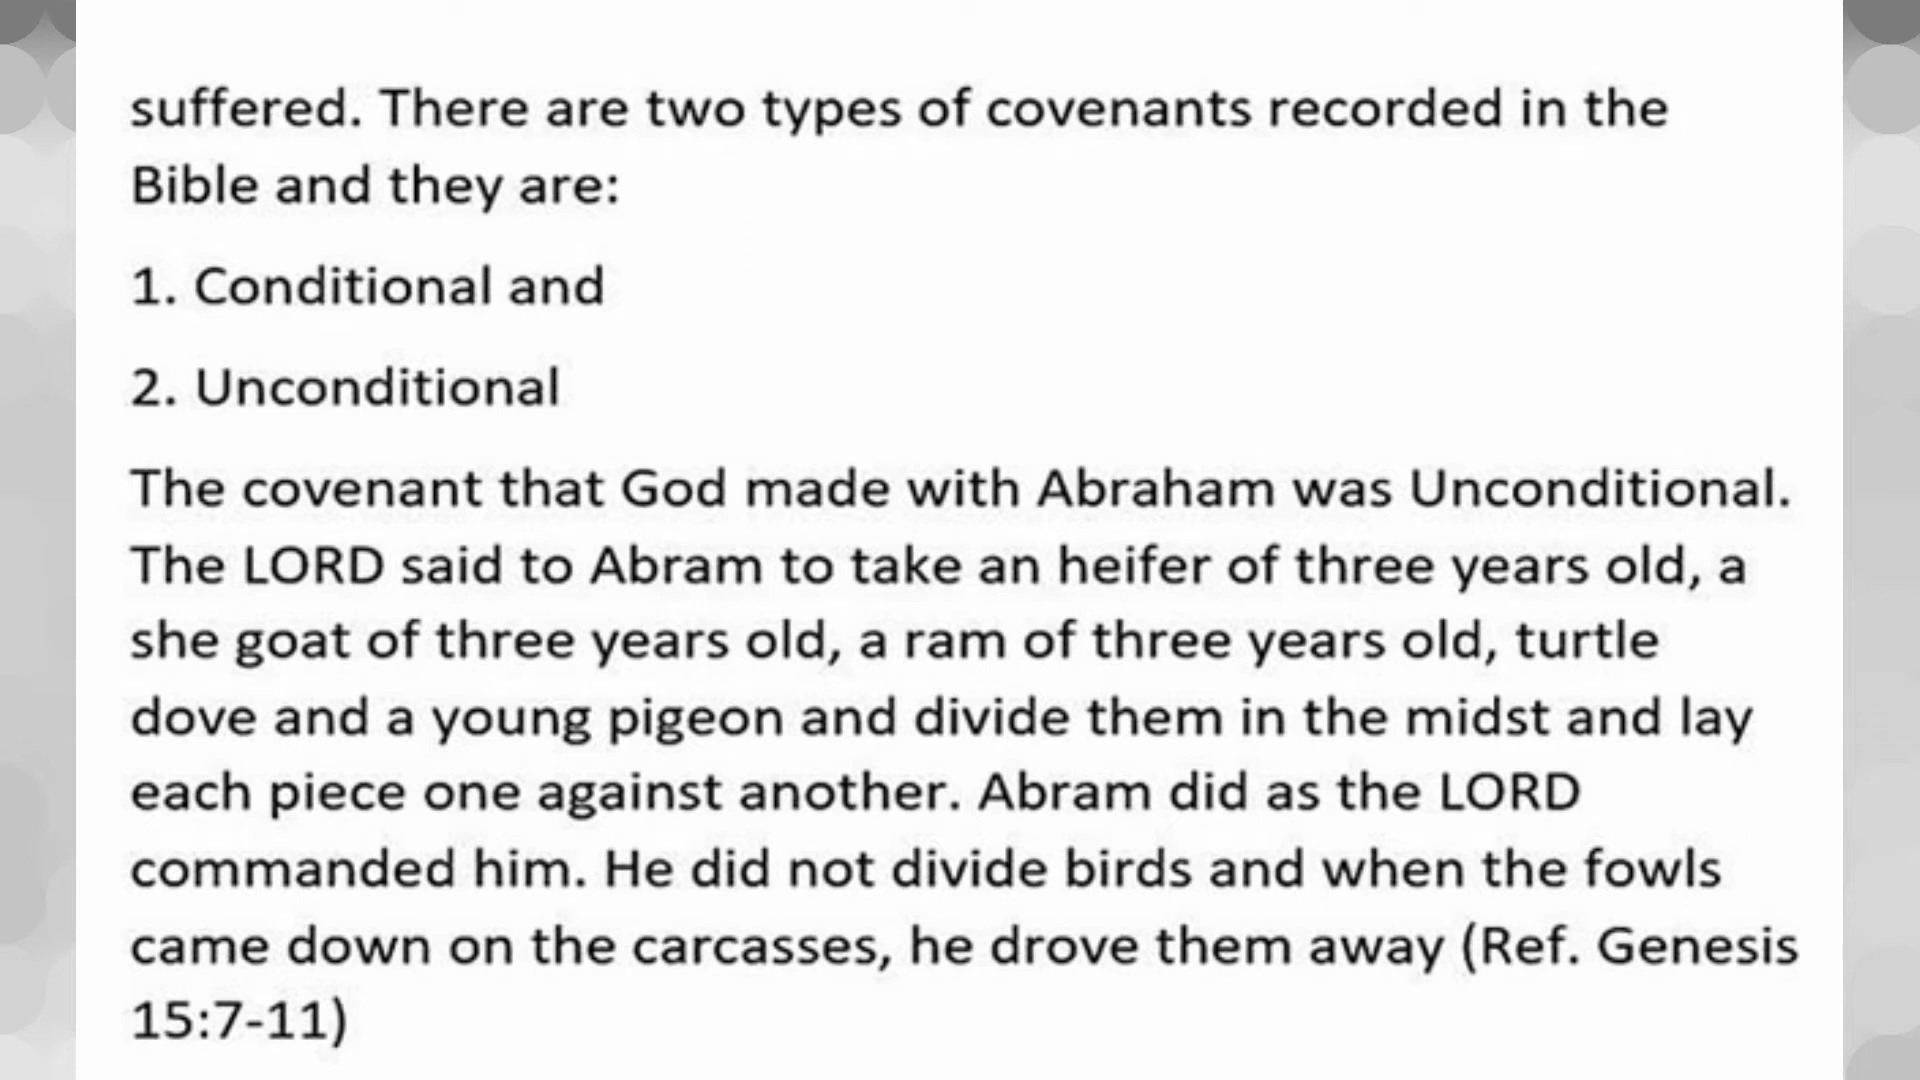 suffered. There are two types of covenants recorded in the
Bible and they are:
1. Conditional and
2. Unconditional
The covenant that God made with Abraham was Unconditional.
The LORD said to Abram to take an heifer of three years old, a
she goat of three years old, a ram of three years old, turtle
dove and a young pigeon and divide them in the midst and lay
each piece one against another. Abram did as the LORD
commanded him. He did not divide birds and when the fowls
came down on the carcasses, he drove them away (Ref. Genesis
15:7-11)